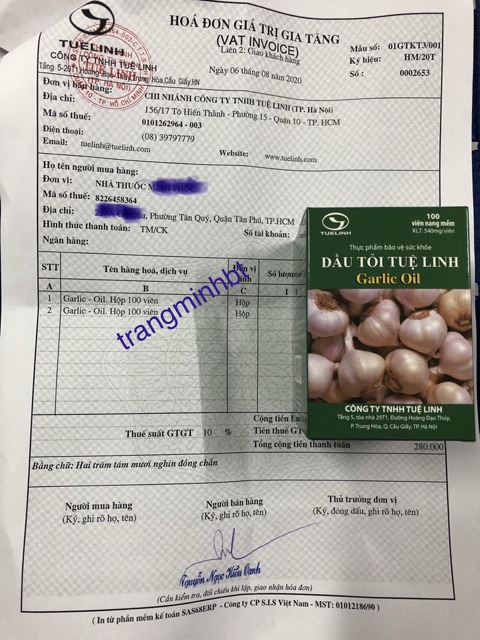 HOÁ ĐƠN GIÁ TRỊ GIA TĂNG
(VAT INVOICE)
Liên 2: Giao khách hàng
Ngày 06 tháng 08 năm 2020
Mẫu số: 01GTKT3/001
Ký hiệu: HM/20T
Số : 0002653
TUELINH
CÔNG TY TNHH TUỆ LINH
Đơn vị bán hàng:
CHI NHÁNH CÔNG TY TNHH TUỆ LINH (TP. Hà Nội)
Địa chỉ: 156/17 Tô Hiến Thành - Phường 15 - Quận 10 - TP. HCM
Mã số thuế: 0101262964 - 003
Điện thoại: (08) 39797779
Email: tuelinh@tuelinh.com Website: www.tuelinh.com
Họ tên người mua hàng:
Đơn vị: NHÀ THUỐC
Mã số thuế: 8226458364
Địa chỉ: Phường Tân Quý, Quận Tân Phú, TP.HCM
Hình thức thanh toán: TM/CK Số tài khoản:
Ngân hàng:
STT Tên hàng hoá, dịch vụ Đơn vị tính Số lượng
A B C 1
1 Garlic - Oil. Hộp 100 viên Hộp
2 Garlic - Oil. Hộp 100 viên Hộp
trangminhbt
Cộng tiền
Thuế suất GTGT 10 % Tiền thuế GT
Tổng cộng tiền thanh toán 280.000
Bằng chữ: Hai trăm tám mươi nghìn đồng chẵn
Người mua hàng Người bán hàng Thủ trưởng đơn vị
(Ký, ghi rõ họ, tên) (Ký, ghi rõ họ, tên) (Ký, đóng dấu, ghi rõ họ, tên)
Nguyễn Ngọc Kiều Oanh
(Cần kiểm tra, đối chiếu khi lập, giao nhận hóa đơn)
( In từ phần mềm kế toán SAS68ERP - Công ty CP S.I.S Việt Nam - MST: 0101218690 )
TUELINH
100
viên nang mềm
KLT: 540mg/viên
Thực phẩm bảo vệ sức khỏe
DẦU TỎI TUỆ LINH
Garlic Oil
CÔNG TY TNHH TUỆ LINH
Tầng 5, tòa nhà 29T1, Đường Hoàng Đạo Thúy,
P. Trung Hòa, Q. Cầu Giấy, TP. Hà Nội